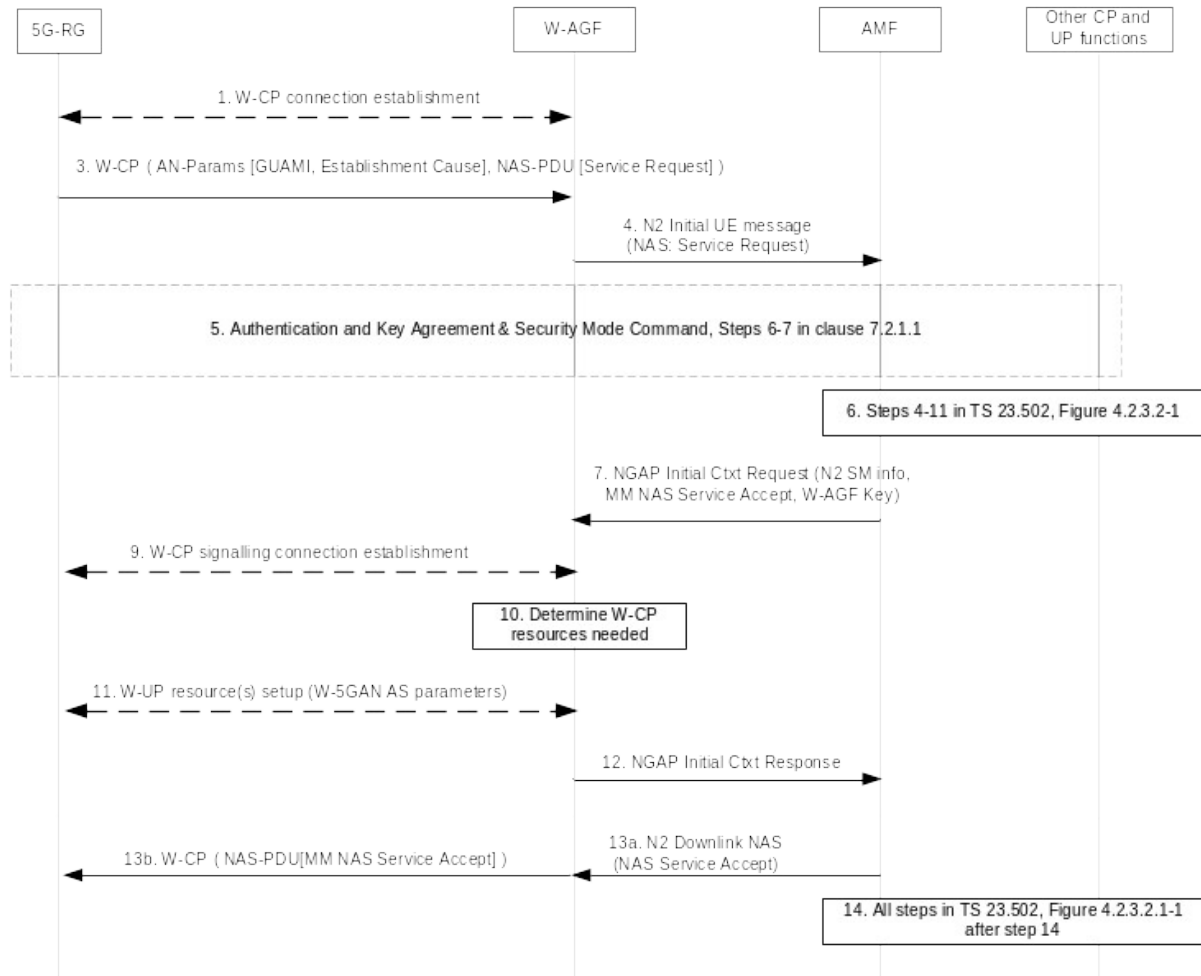 5G-RG
W-AGF
AMF
Other CP and
UP functions
1. W-CP connection establishment
3. W-CP ( AN-Params [GUAMI, Establishment Cause], NAS-PDU [Service Request] )
4. N2 Initial UE message
(NAS: Service Request)
5. Authentication and Key Agreement & Security Mode Command, Steps 6-7 in clause 7.2.1.1
6. Steps 4-11 in TS 23.502, Figure 4.2.3.2-1
7. NGAP Initial Ctxt Request (N2 SM info,
MM NAS Service Accept, W-AGF Key)
9. W-CP signalling connection establishment
10. Determine W-CP
resources needed
11. W-UP resource(s) setup (W-5GAN AS parameters)
12. NGAP Initial Ctxt Response
13a. N2 Downlink NAS
(NAS Service Accept)
13b. W-CP ( NAS-PDU[MM NAS Service Accept] )
14. All steps in TS 23.502, Figure 4.2.3.2.1-1
after step 14